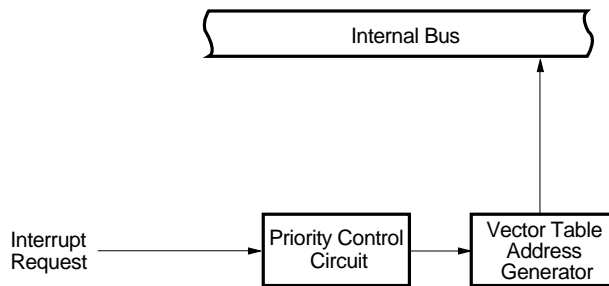 Internal Bus
Interrupt
Request
Priority Control
Circuit
Vector Table
Address
Generator